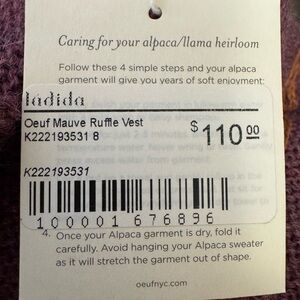 Caring for your alpaca/llama heirloom
Follow these 4 simple steps and your alpaca
garment will give you years of soft enjoyment:
ladida
Oeuf Mauve Ruffle Vest
K222193531 8
$110.00
K222193531
1 00001 676896
4. Once your Alpaca garment is dry, fold it
carefully. Avoid hanging your Alpaca sweater
as it will stretch the garment out of shape.
oeufnyc.com